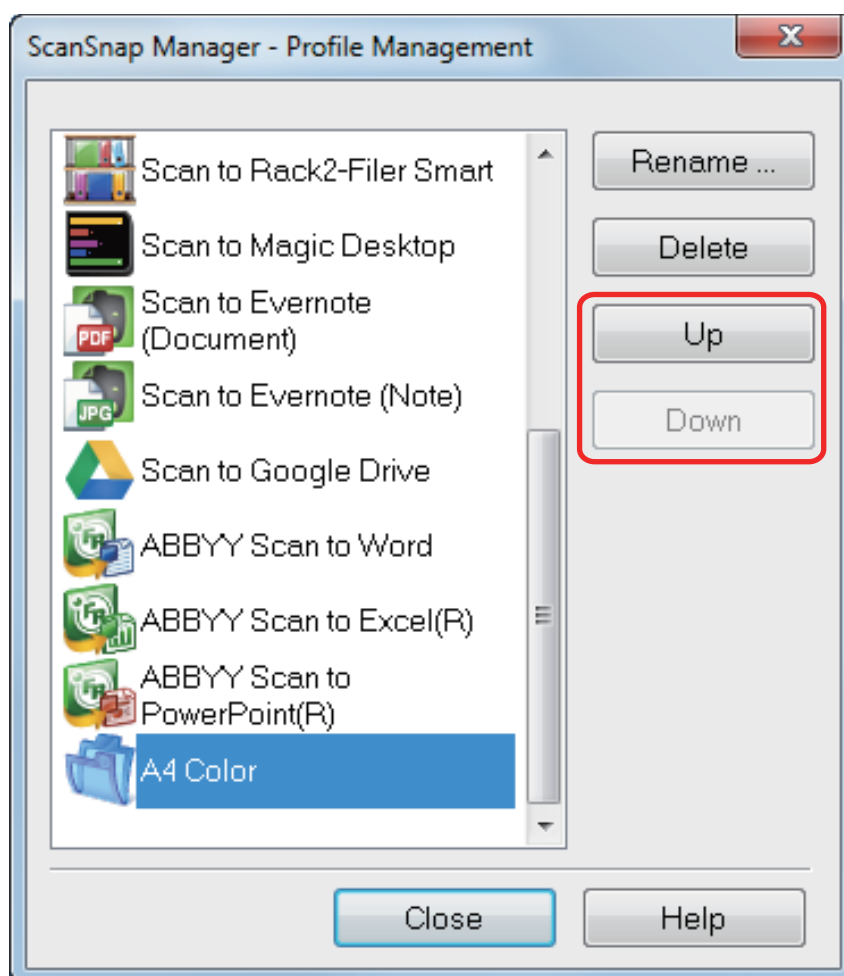 ScanSnap Manager - Profile Management
Scan to Rack2-Filer Smart
Scan to Magic Desktop
Scan to Evernote
(Document)
PDF
Scan to Evernote (Note)
JPG
Scan to Google Drive
ABBYY Scan to Word
ABBYY Scan to Excel(R)
ABBYY Scan to
PowerPoint(R)
A4 Color
Rename ...
Delete
Up
Down
Close
Help